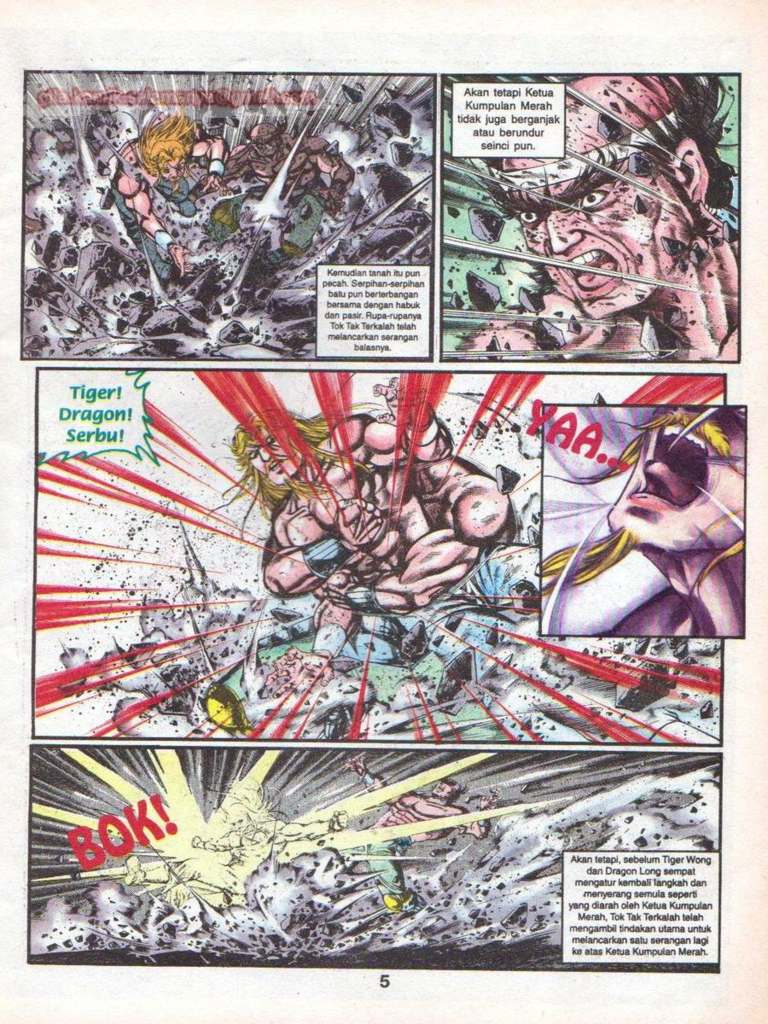 Kemudian tanah itu pun
pecah. Serpihan-serpihan
batu pun berterbangan
bersama dengan habuk
dan pasir. Rupa-rupanya
Tok Tak Terkalah telah
melancarkan serangan
balasnya.
Akan tetapi Ketua
Kumpulan Merah
tidak juga berganjak
atau berundur
seinci pun.
Tiger!
Dragon!
Serbu!
YAA...
BOK!
Akan tetapi, sebelum Tiger Wong
dan Dragon Long sempat
mengatur kembali langkah dan
menyerang semula seperti
yang diarah oleh Ketua Kumpulan
Merah, Tok Tak Terkalah telah
mengambil tindakan utama untuk
melancarkan satu serangan lagi
ke atas Ketua Kumpulan Merah.
5